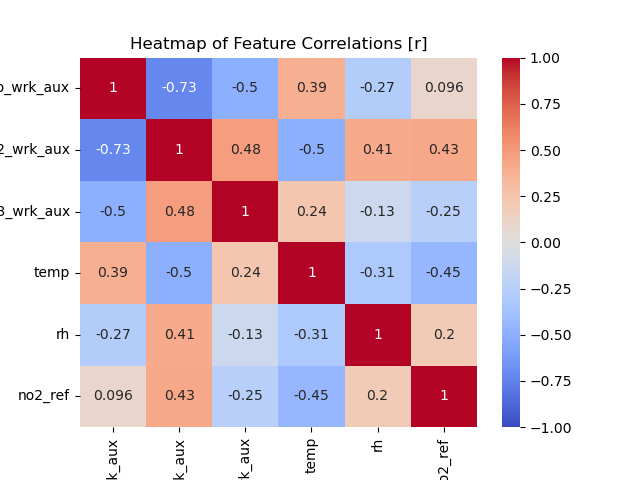 Heatmap of Feature Correlations [r]
o_wrk_aux 1 -0.73 -0.5 0.39 -0.27 0.096
2_wrk_aux -0.73 1 0.48 -0.5 0.41 0.43
3_wrk_aux -0.5 0.48 1 0.24 -0.13 -0.25
temp 0.39 -0.5 0.24 1 -0.31 -0.45
rh -0.27 0.41 -0.13 -0.31 1 0.2
no2_ref 0.096 0.43 -0.25 -0.45 0.2 1
k_aux
k_aux
rk_aux
temp
rh
o2_ref
1.00
0.75
0.50
0.25
0.00
−0.25
−0.50
−0.75
−1.00